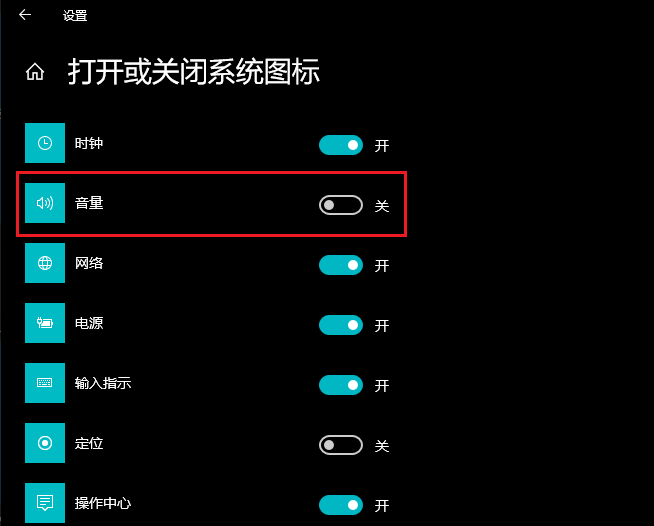 设置
打开或关闭系统图标
时钟 开
音量 关
网络 开
电源 开
输入指示 开
定位 关
操作中心 开